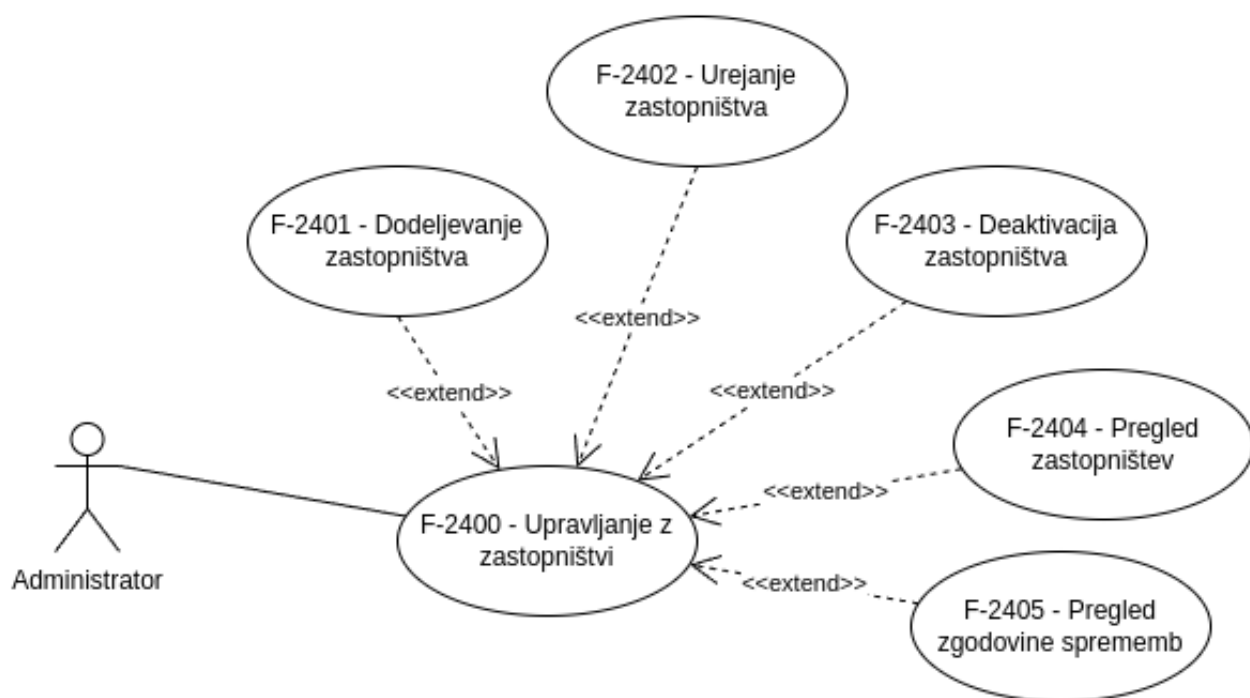 F-2402 - Urejanje
zastopništva
F-2401 - Dodeljevanje
zastopništva
F-2403 - Deaktivacija
zastopništva
<<extend>>
<<extend>>
<<extend>>
F-2404 - Pregled
zastopništev
<<extend>>
F-2400 - Upravljanje z
zastopništvi
Administrator
<<extend>>
F-2405 - Pregled
zgodovine sprememb